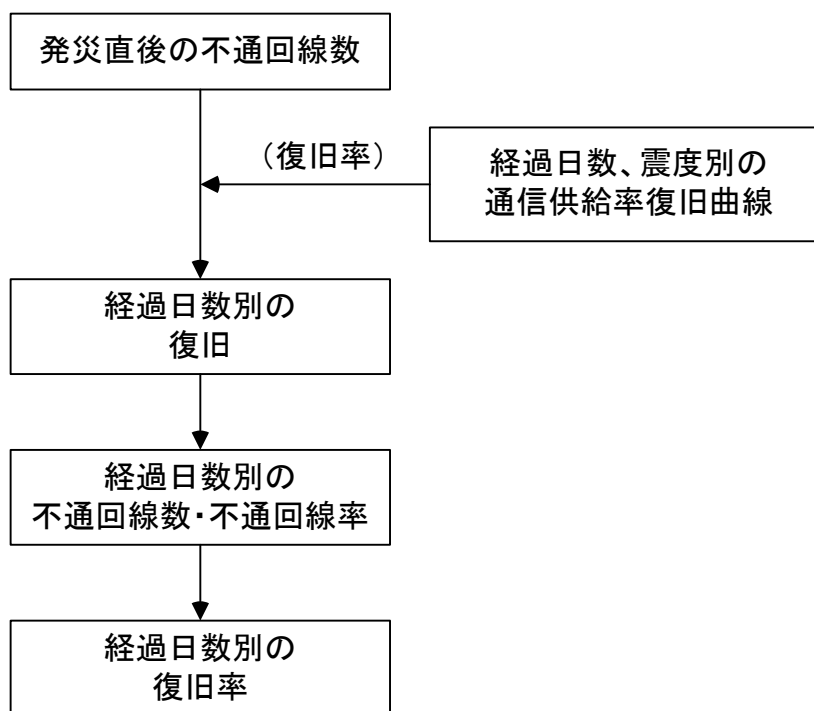 発災直後の不通回線数
（復旧率）
経過日数、震度別の
通信供給率復旧曲線
経過日数別の
復旧
経過日数別の
不通回線数・不通回線率
経過日数別の
復旧率